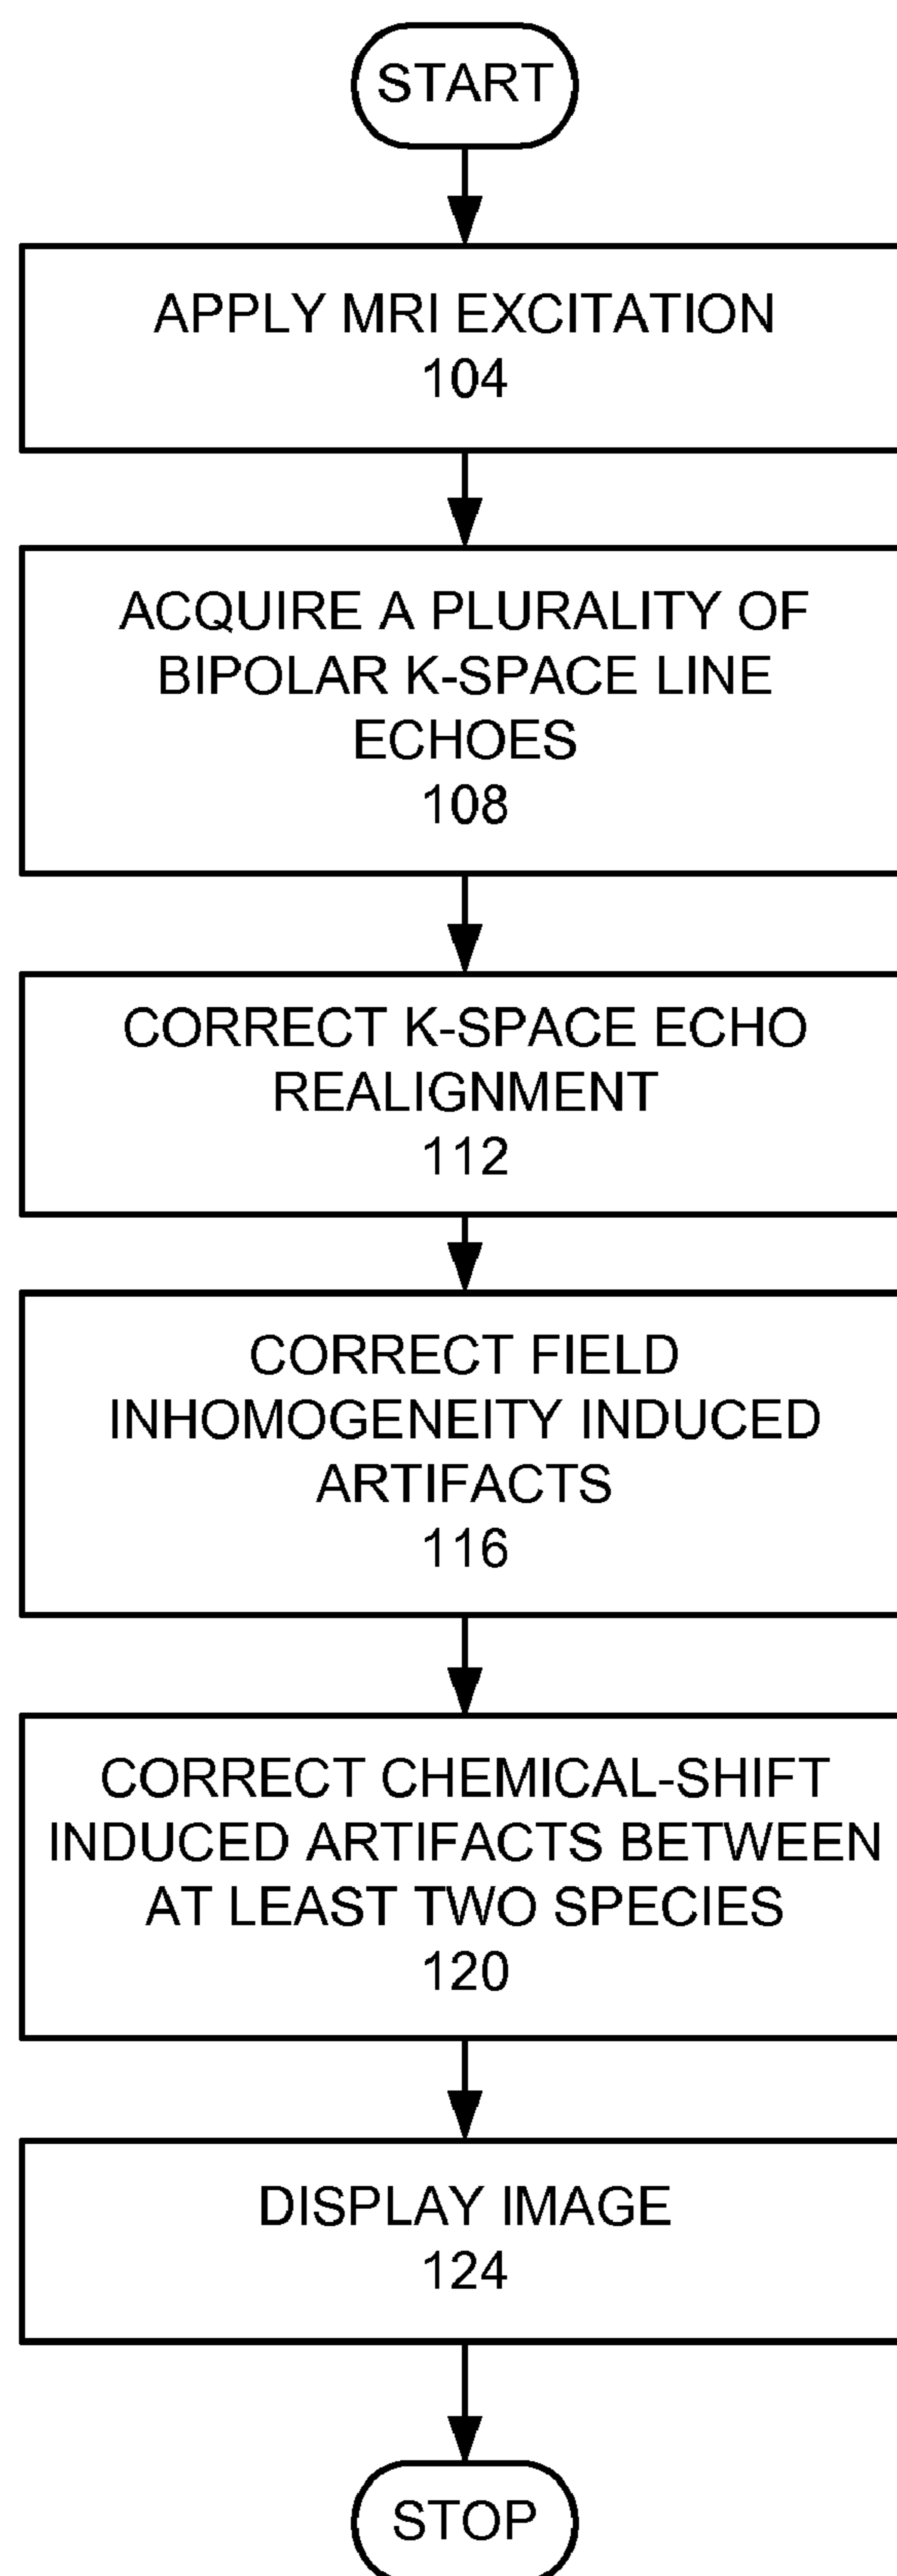 START
APPLY MRI EXCITATION
104
ACQUIRE A PLURALITY OF
BIPOLAR K-SPACE LINE
ECHOES
108
CORRECT K-SPACE ECHO
REALIGNMENT
112
CORRECT FIELD
INHOMOGENEITY INDUCED
ARTIFACTS
116
CORRECT CHEMICAL-SHIFT
INDUCED ARTIFACTS BETWEEN
AT LEAST TWO SPECIES
120
DISPLAY IMAGE
124
STOP